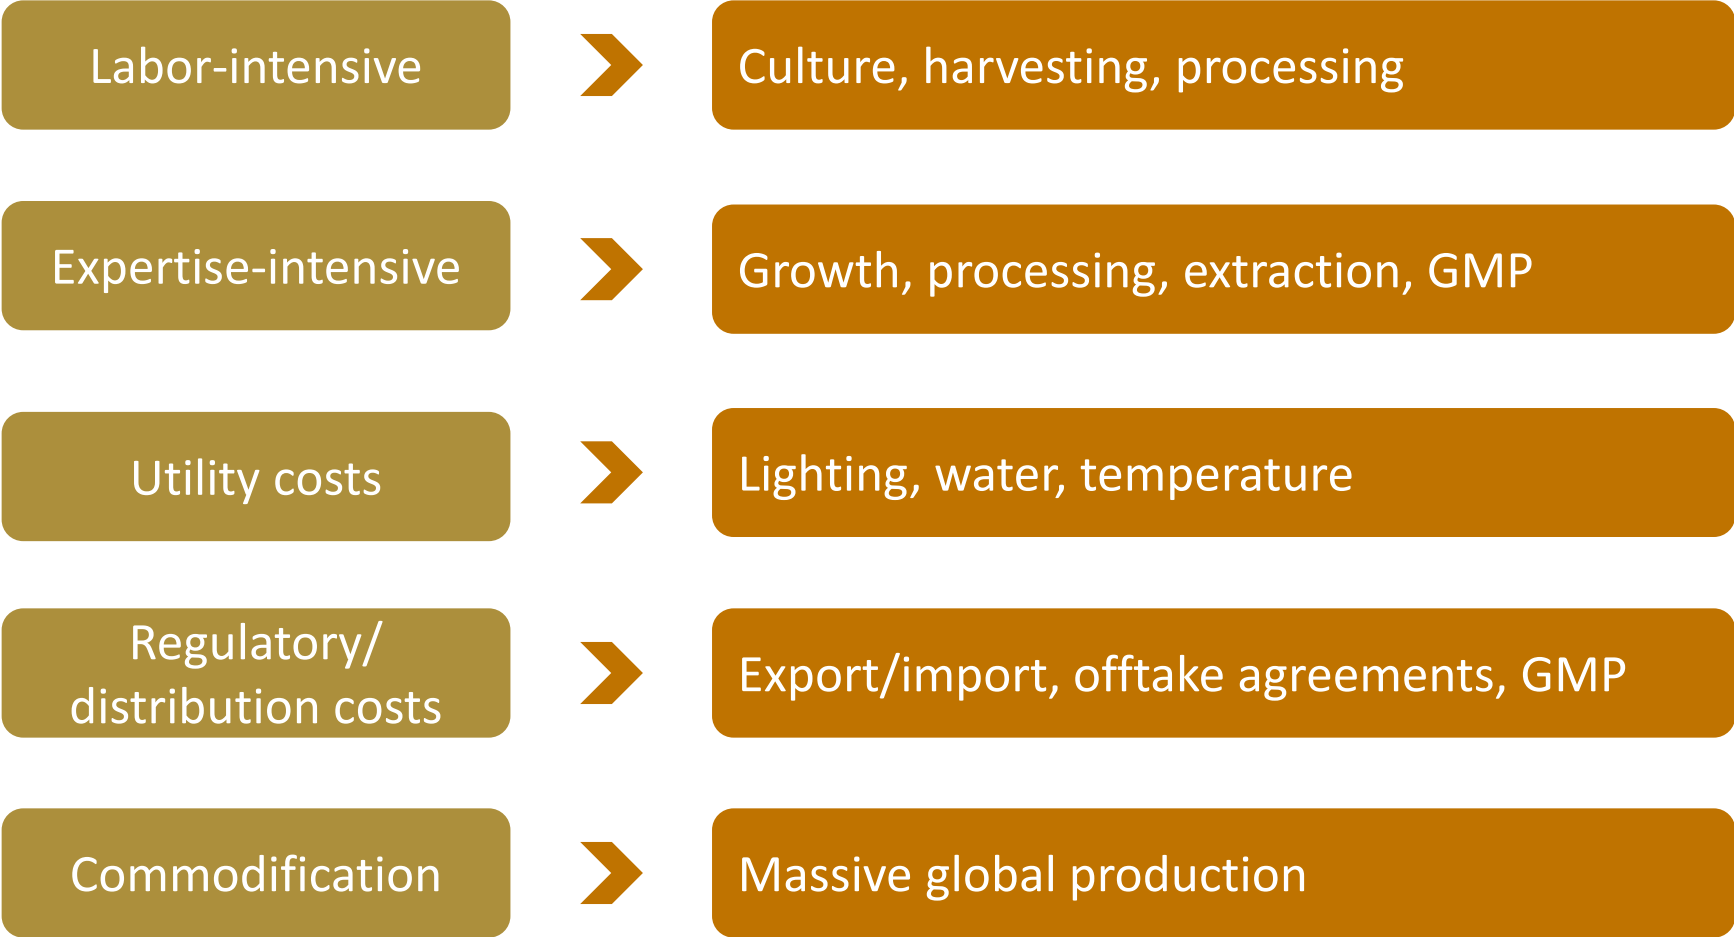 Labor-intensive
Culture, harvesting, processing
Expertise-intensive
Growth, processing, extraction, GMP
Utility costs
Lighting, water, temperature
Regulatory/
distribution costs
Export/import, offtake agreements, GMP
Commodification
Massive global production